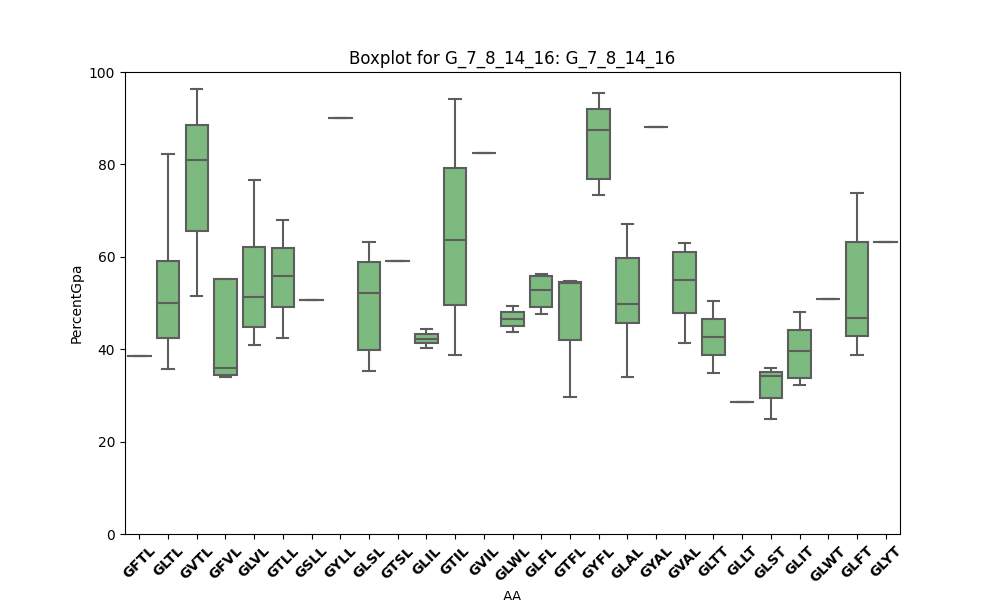 Boxplot for G_7_8_14_16: G_7_8_14_16
PercentGpa
100
80
60
40
20
0
GFTL GLTL GVTL GFVL GLVL GTLL GSLL GYLL GLSL GTSL GLIL GTIL GVIL GLWL GLFL GTFL GYFL GLAL GYAL GVAL GLTT GLLT GLST GLIT GLWT GLFT GLYT
AA